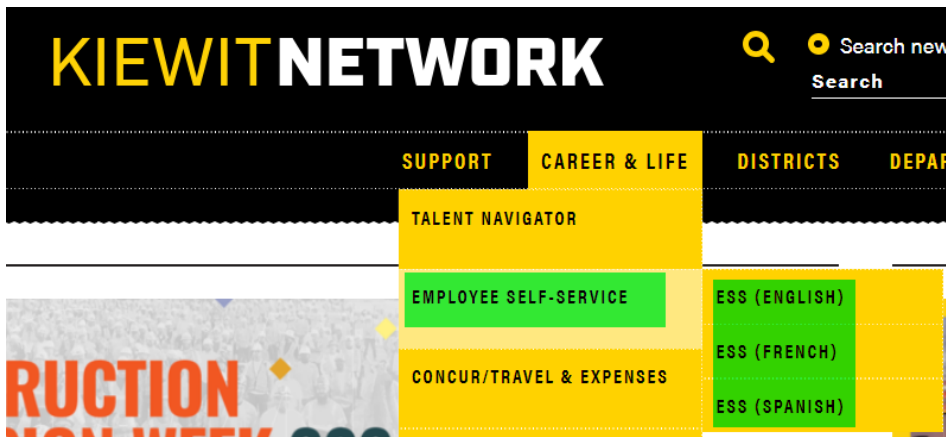 KIEWITNETWORK
Search new
Search
SUPPORT
CAREER & LIFE
DISTRICTS
TALENT NAVIGATOR
EMPLOYEE SELF-SERVICE
ESS (ENGLISH)
ESS (FRENCH)
CONCUR/TRAVEL & EXPENSES
ESS (SPANISH)
RUCTION
WEEK